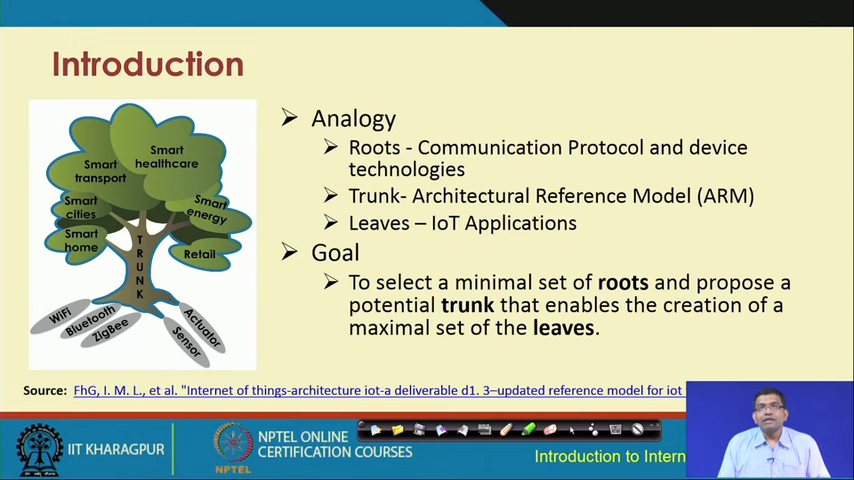 Introduction
Smart
healthcare
Smart
transport
Smart
cities
Smart
energy
Smart
home
Retail
TRUNK
WiFi
Bluetooth
ZigBee
Actuator
Sensor
➢ Analogy
➢ Roots - Communication Protocol and device
technologies
➢ Trunk- Architectural Reference Model (ARM)
➢ Leaves – IoT Applications
➢ Goal
➢ To select a minimal set of roots and propose a
potential trunk that enables the creation of a
maximal set of the leaves.
Source: FhG, I. M. L., et al. "Internet of things-architecture iot-a deliverable d1. 3–updated reference model for iot
IIT KHARAGPUR
NPTEL
NPTEL ONLINE
CERTIFICATION COURSES
Introduction to Intern